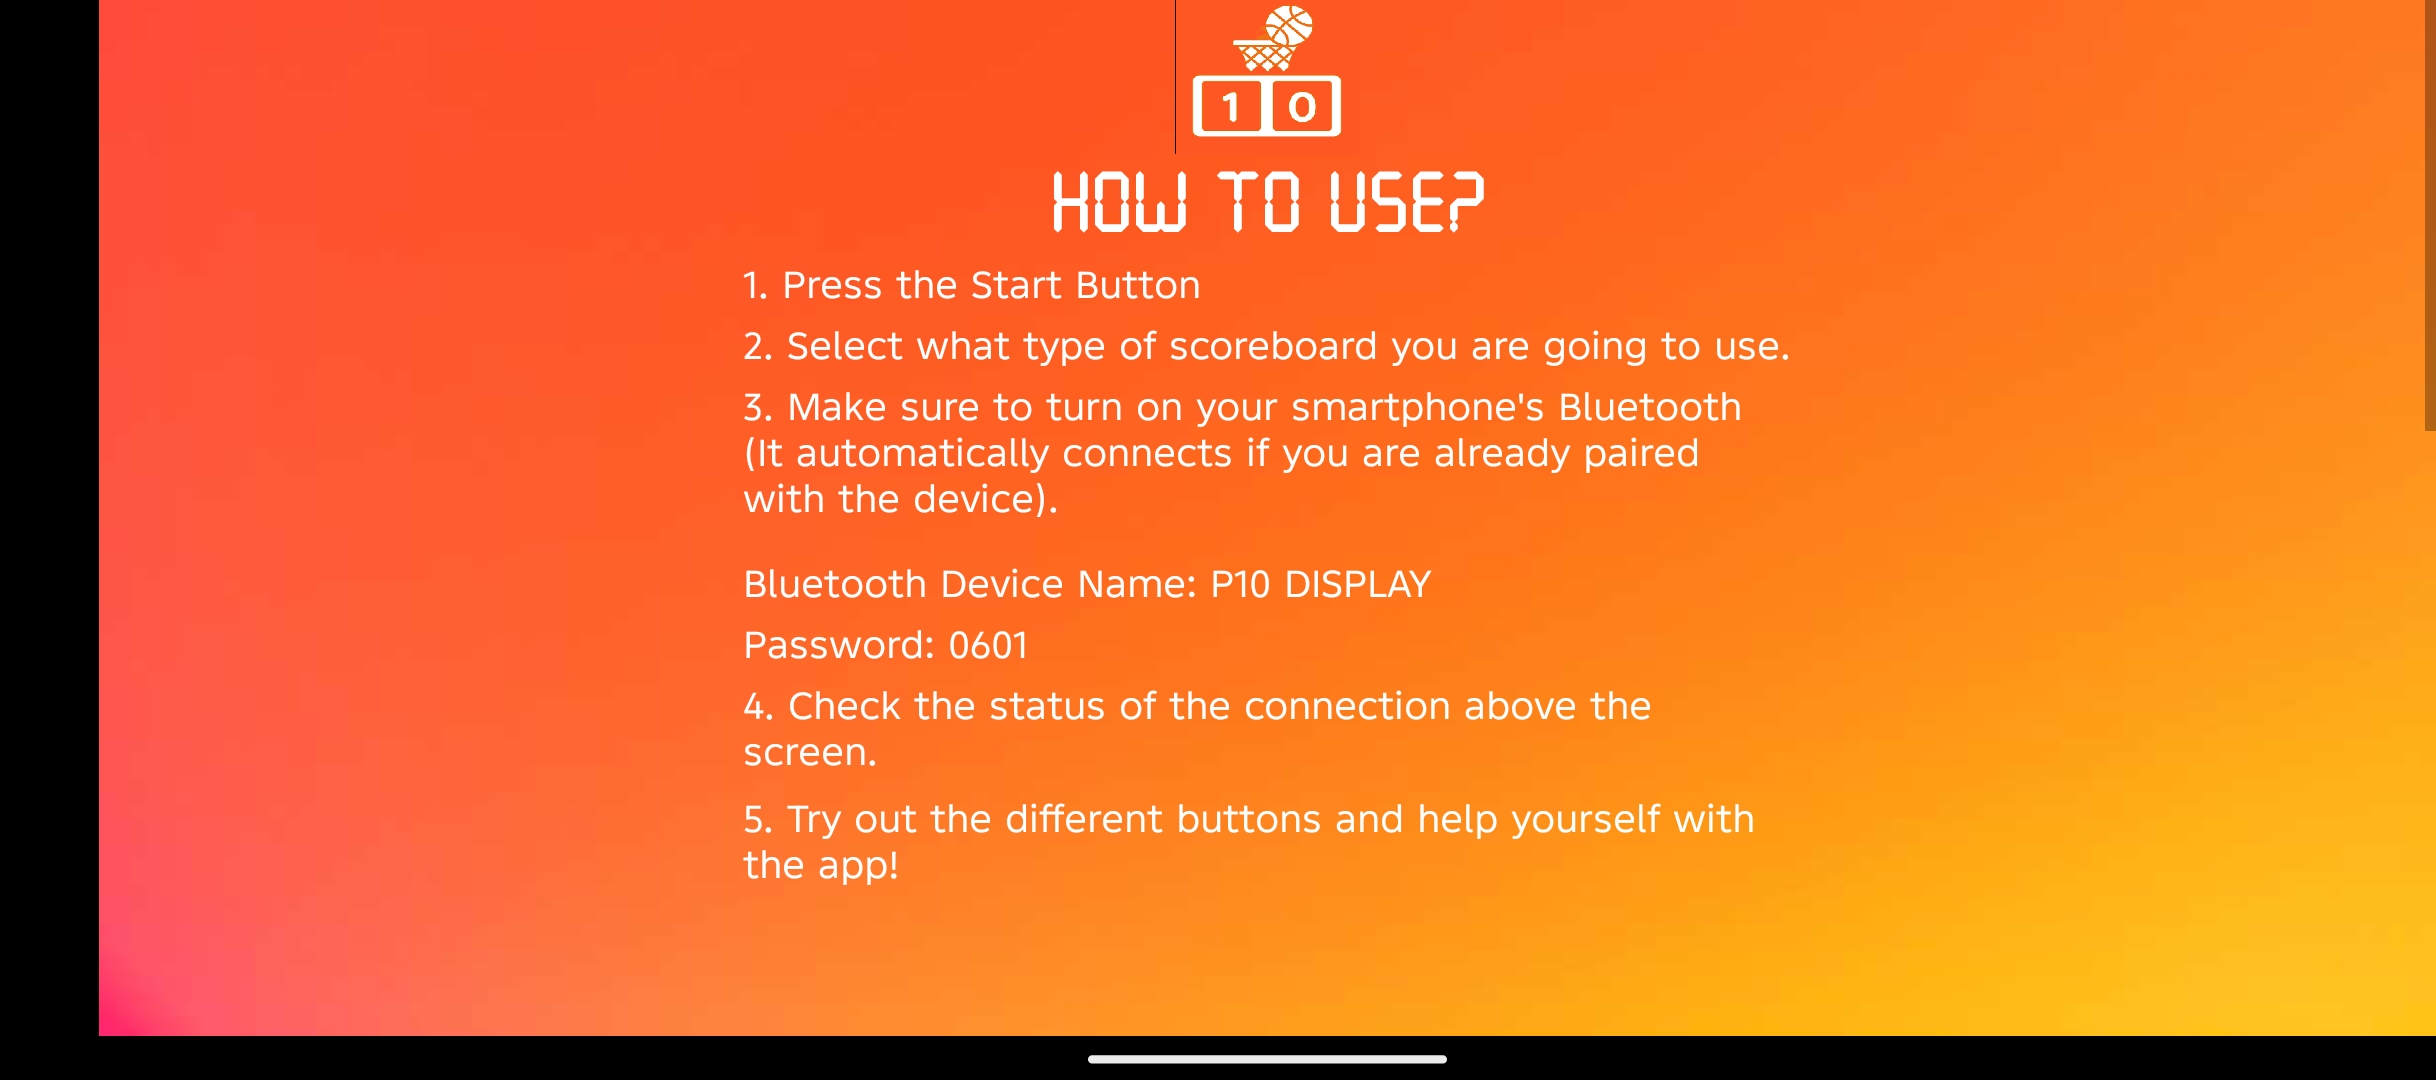 1 0
HOW TO USE?
1. Press the Start Button
2. Select what type of scoreboard you are going to use.
3. Make sure to turn on your smartphone's Bluetooth
(It automatically connects if you are already paired
with the device).
Bluetooth Device Name: P10 DISPLAY
Password: 0601
4. Check the status of the connection above the
screen.
5. Try out the different buttons and help yourself with
the app!